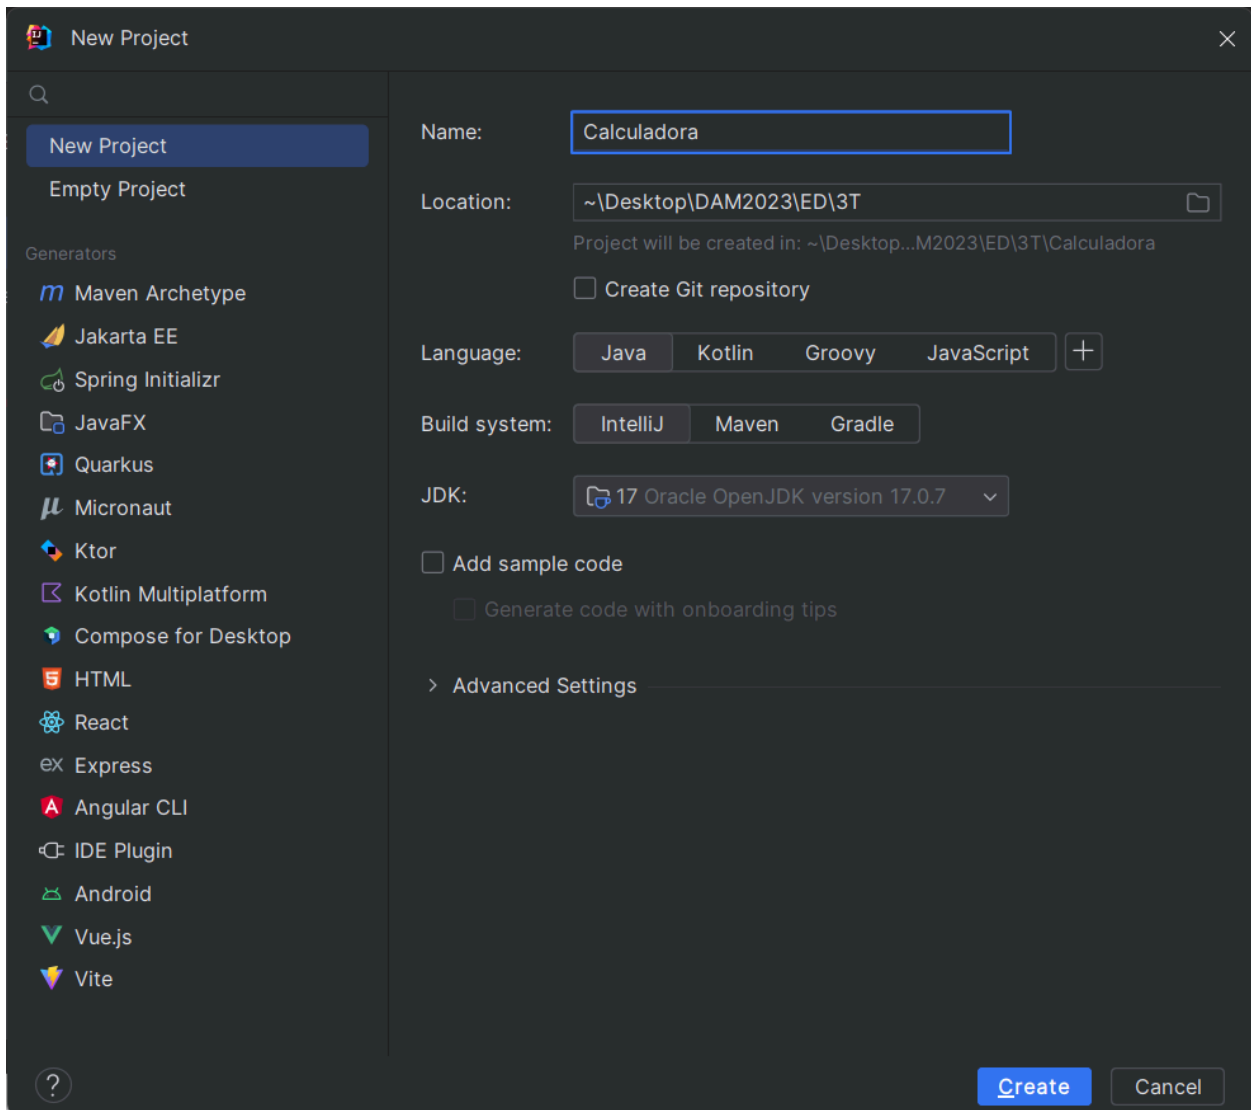 New Project
New Project
Empty Project
Generators
Maven Archetype
Jakarta EE
Spring Initializr
JavaFX
Quarkus
Micronaut
Ktor
Kotlin Multiplatform
Compose for Desktop
HTML
React
ex Express
Angular CLI
IDE Plugin
Android
Vue.js
Vite
Name: Calculadora
Location: ~\Desktop\DAM2023\ED\3T
Project will be created in: ~\Desktop...M2023\ED\3T\Calculadora
Create Git repository
Language: Java Kotlin Groovy JavaScript +
Build system: IntelliJ Maven Gradle
JDK: 17 Oracle OpenJDK version 17.0.7
Add sample code
Generate code with onboarding tips
Advanced Settings
? Create Cancel